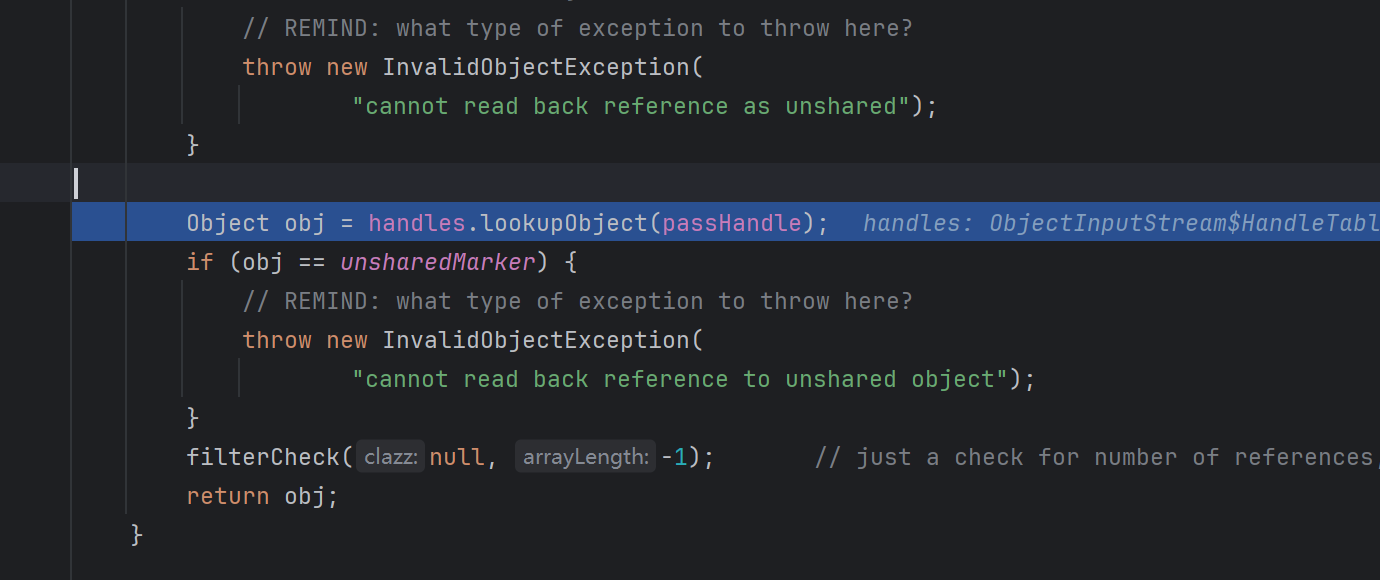 // REMIND: what type of exception to throw here?
throw new InvalidObjectException(
"cannot read back reference as unshared");
}
Object obj = handles.lookupObject(passHandle); handles: ObjectInputStream$HandleTabl
if (obj == unsharedMarker) {
// REMIND: what type of exception to throw here?
throw new InvalidObjectException(
"cannot read back reference to unshared object");
}
filterCheck( clazz: null, arrayLength: -1); // just a check for number of references,
return obj;
}